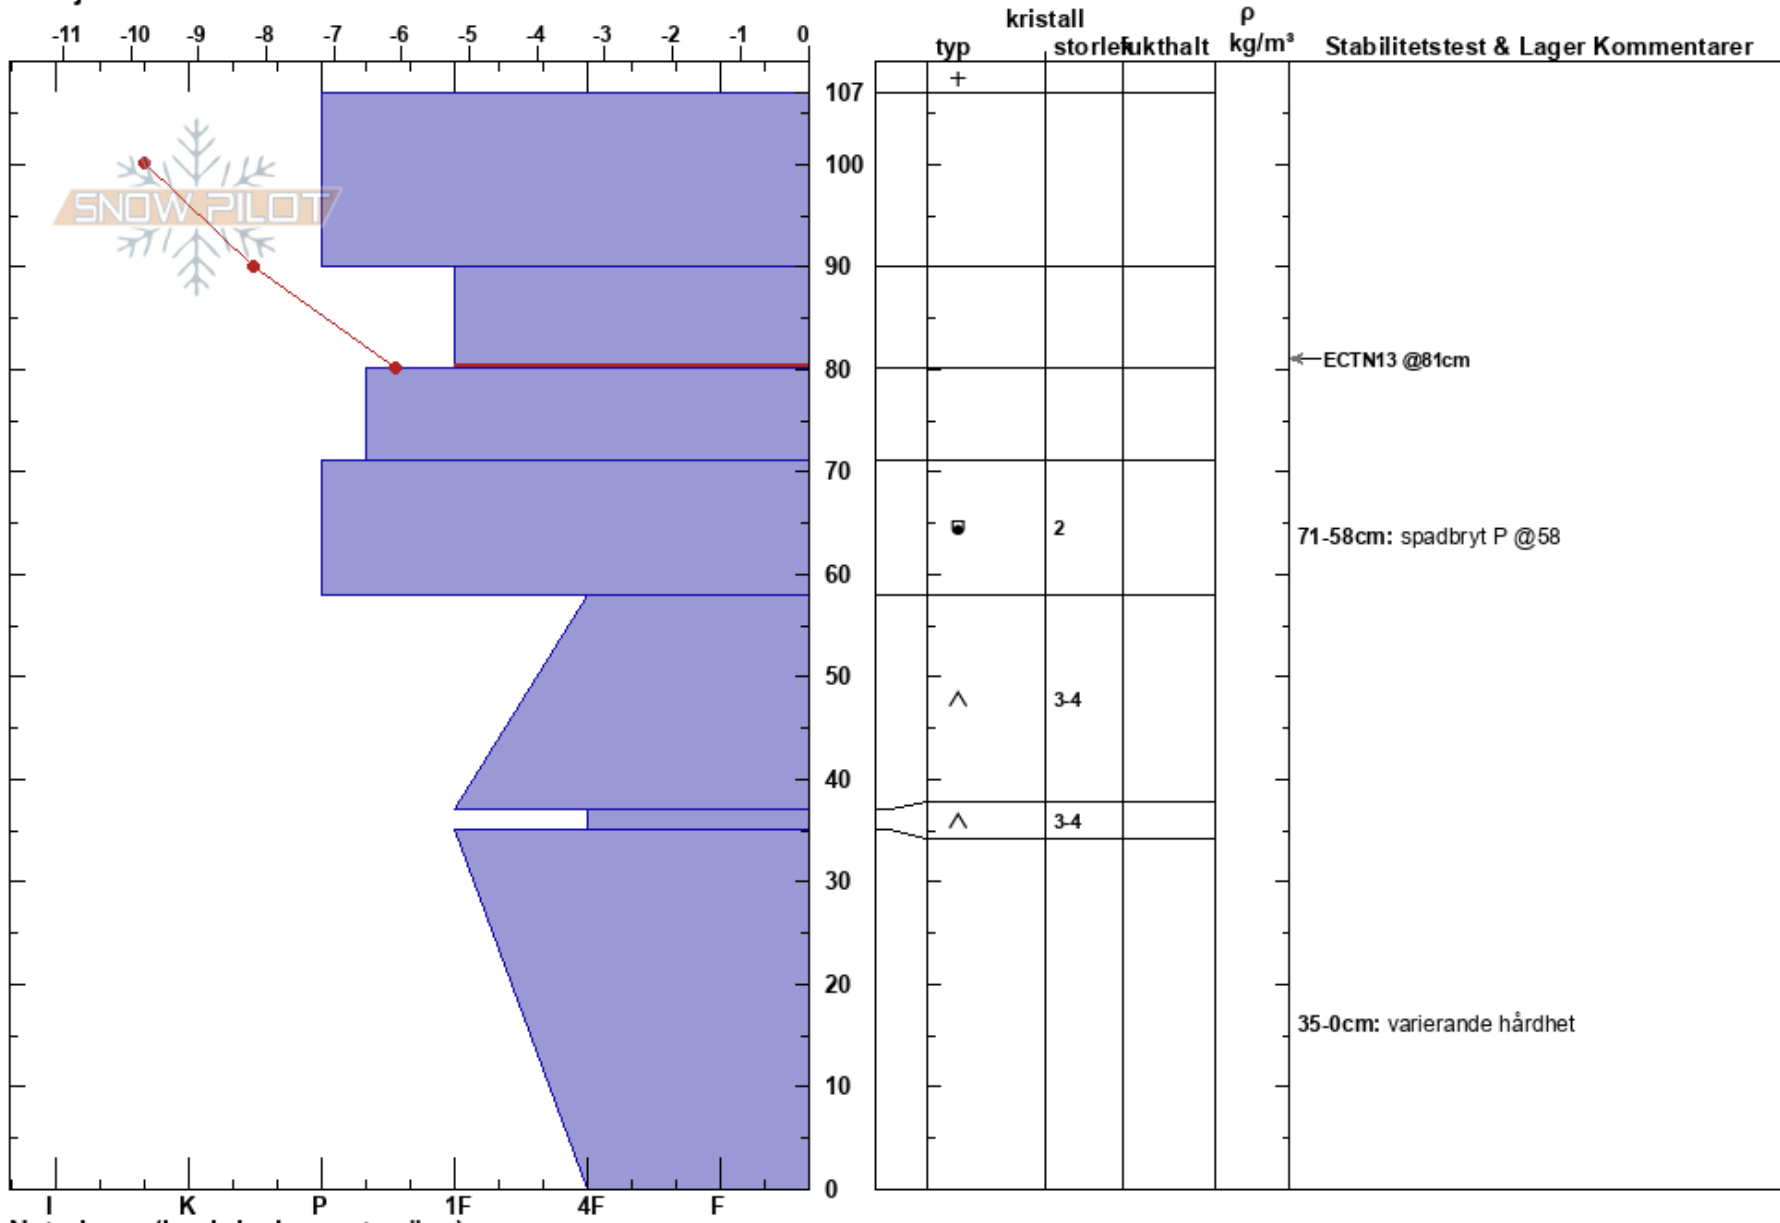 kristall ρ
-11 -10 -9 -8 -7 -6 -5 -4 -3 -2 -1 0 typ storlek fukthalt kg/m³ Stabilitetstest & Lager Kommentarer
+
107
100
SNOW PILOT
90
80 ECTN13 @81cm
70
2 71-58cm: spadbryt P @58
60
50
3-4
40
3-4
30
20
35-0cm: varierande hårdhet
10
0
I K P 1F 4F F